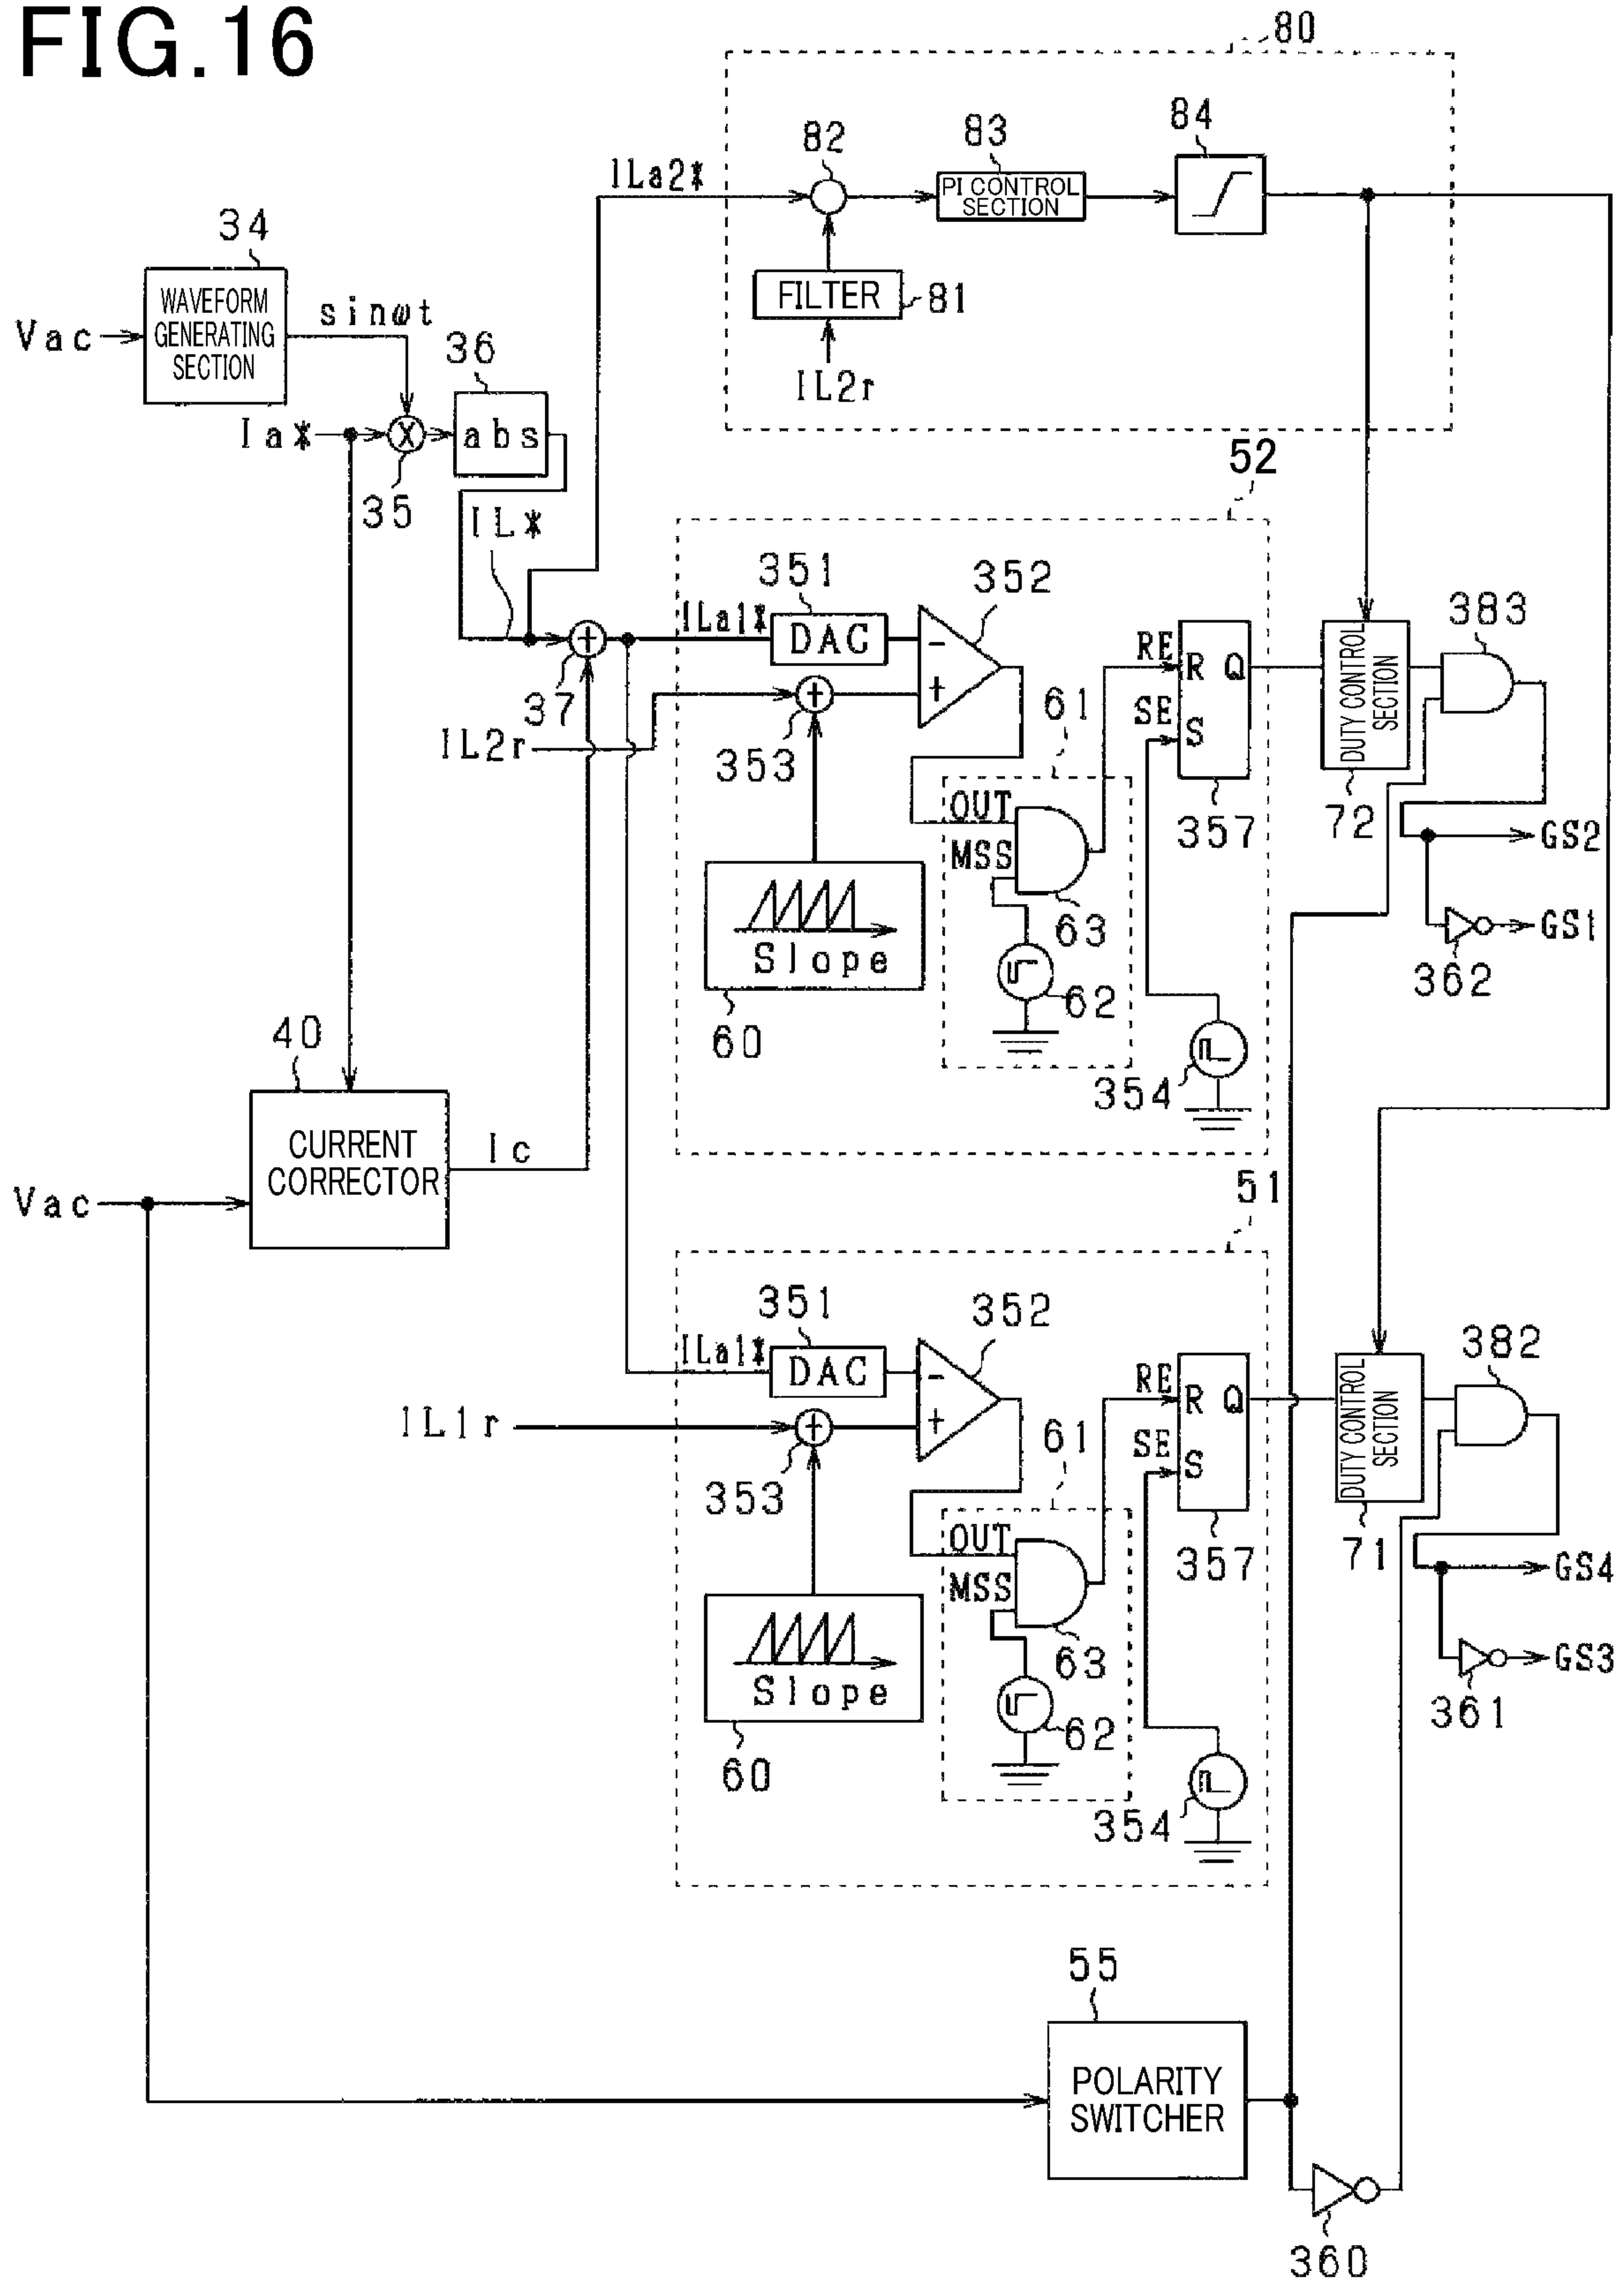 FIG.16
80
82
83
84
ILa2*
PI CONTROL
SECTION
34
WAVEFORM
GENERATING
SECTION
sinωt
Vac
FILTER
81
IL2r
36
Ia*
X
abs
35
52
IL*
351
352
ILa1*
DAC
-
+
37
+
IL2r
+
353
RE
SE
R Q
S
357
DUTY CONTROL
SECTION
72
383
61
OUT
MSS
63
62
GS2
GS1
362
Slope
60
354
40
CURRENT
CORRECTOR
Ic
Vac
51
351
352
ILa1*
DAC
-
+
IL1r
+
353
RE
SE
R Q
S
357
DUTY CONTROL
SECTION
71
382
61
OUT
MSS
63
62
GS4
GS3
361
Slope
60
354
55
POLARITY
SWITCHER
360